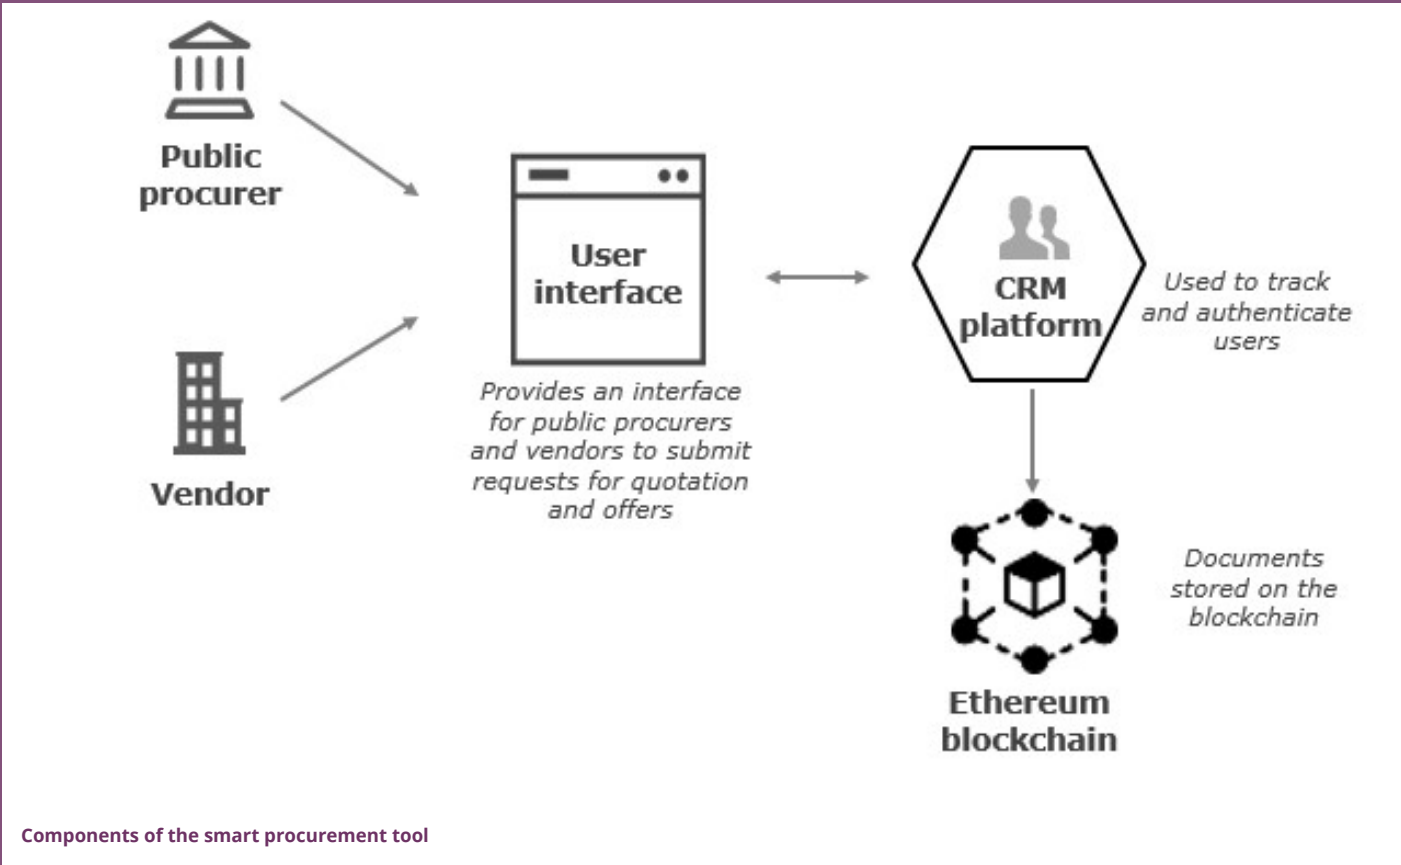 Public
procurer
Vendor
User
interface
Provides an interface
for public procurers
and vendors to submit
requests for quotation
and offers
CRM
platform
Used to track
and authenticate
users
Documents
stored on the
blockchain
Ethereum
blockchain
Components of the smart procurement tool